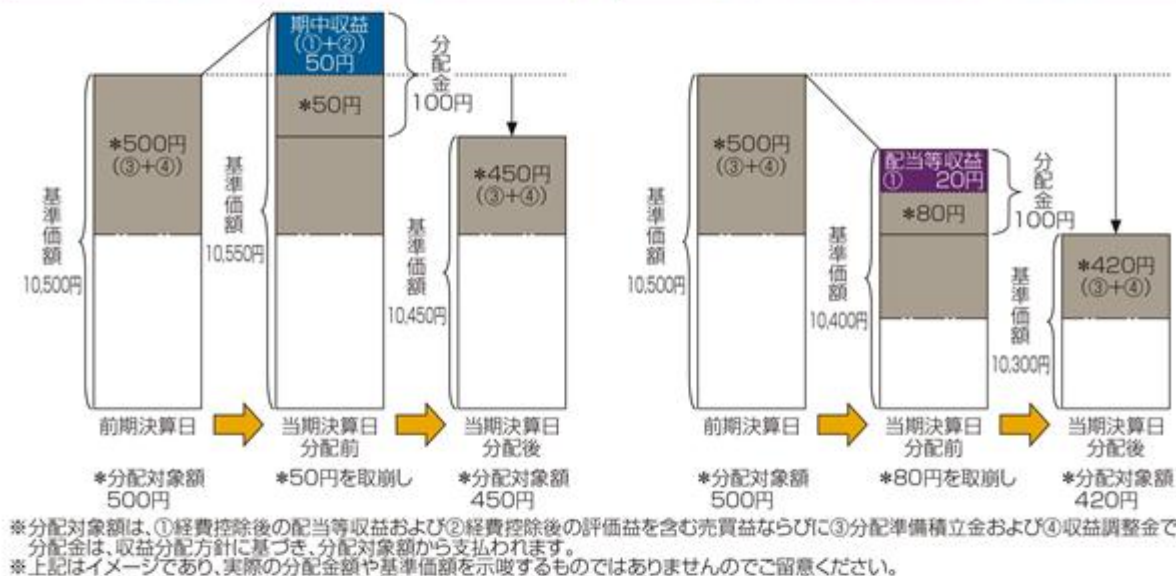 期中収益
(①+②)
50円
*50円
分配金
100円
*500円
(③+④)
基準価額
10,500円
基準価額
10,550円
*450円
(③+④)
基準価額
10,450円
前期決算日
当期決算日
分配前
当期決算日
分配後
*分配対象額
500円
*50円を取崩し
*分配対象額
450円
*500円
(③+④)
基準価額
10,500円
配当等収益
① 20円
*80円
分配金
100円
基準価額
10,400円
*420円
(③+④)
基準価額
10,300円
前期決算日
当期決算日
分配前
当期決算日
分配後
*分配対象額
500円
*80円を取崩し
*分配対象額
420円
※分配対象額は、①経費控除後の配当等収益および②経費控除後の評価益を含む売買益ならびに③分配準備積立金および④収益調整金で
分配金は、収益分配方針に基づき、分配対象額から支払われます。
※上記はイメージであり、実際の分配金額や基準価額を示唆するものではありませんのでご留意ください。